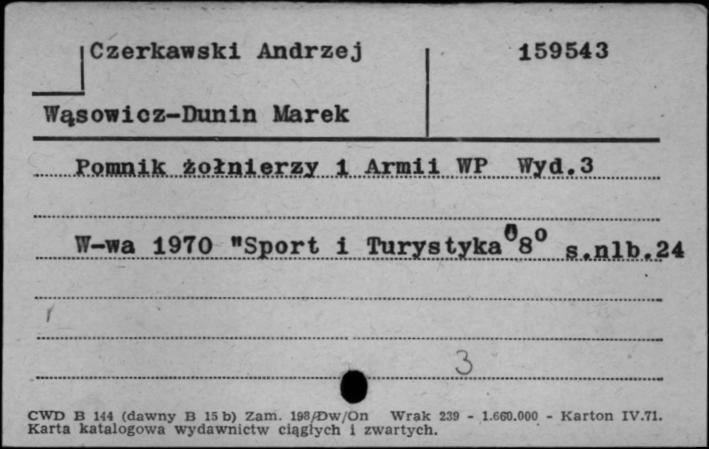 Czerkawski Andrzej 159543
Wąsowicz-Dunin Marek
Pomnik żołnierzy 1 Armii WP Wyd.3
W-wa 1970 "Sport i Turystyka" 8° s.nlb.24
3
CWD B 144 (dawny B 15 b) Zam. 198/Dw/On Wrak 239 - 1.660.000 - Karton IV.71.
Karta katalogowa wydawnictw ciągłych i zwartych.